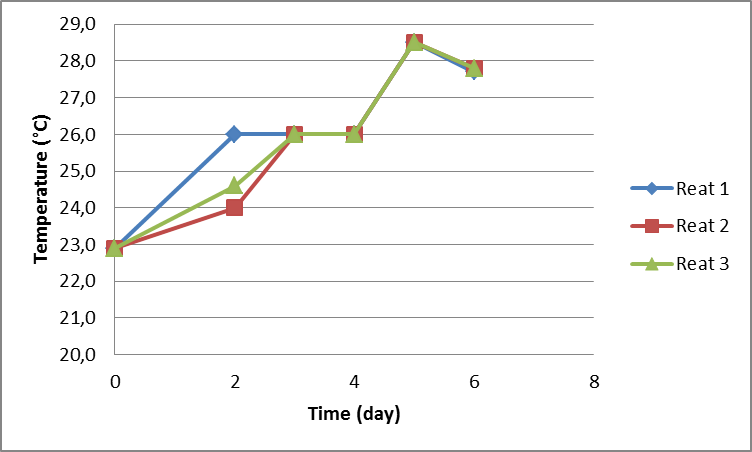 29,0
28,0
27,0
26,0
25,0
24,0
23,0
22,0
21,0
20,0
Temperature (°C)
0 2 4 6 8
Time (day)
Reat 1
Reat 2
Reat 3